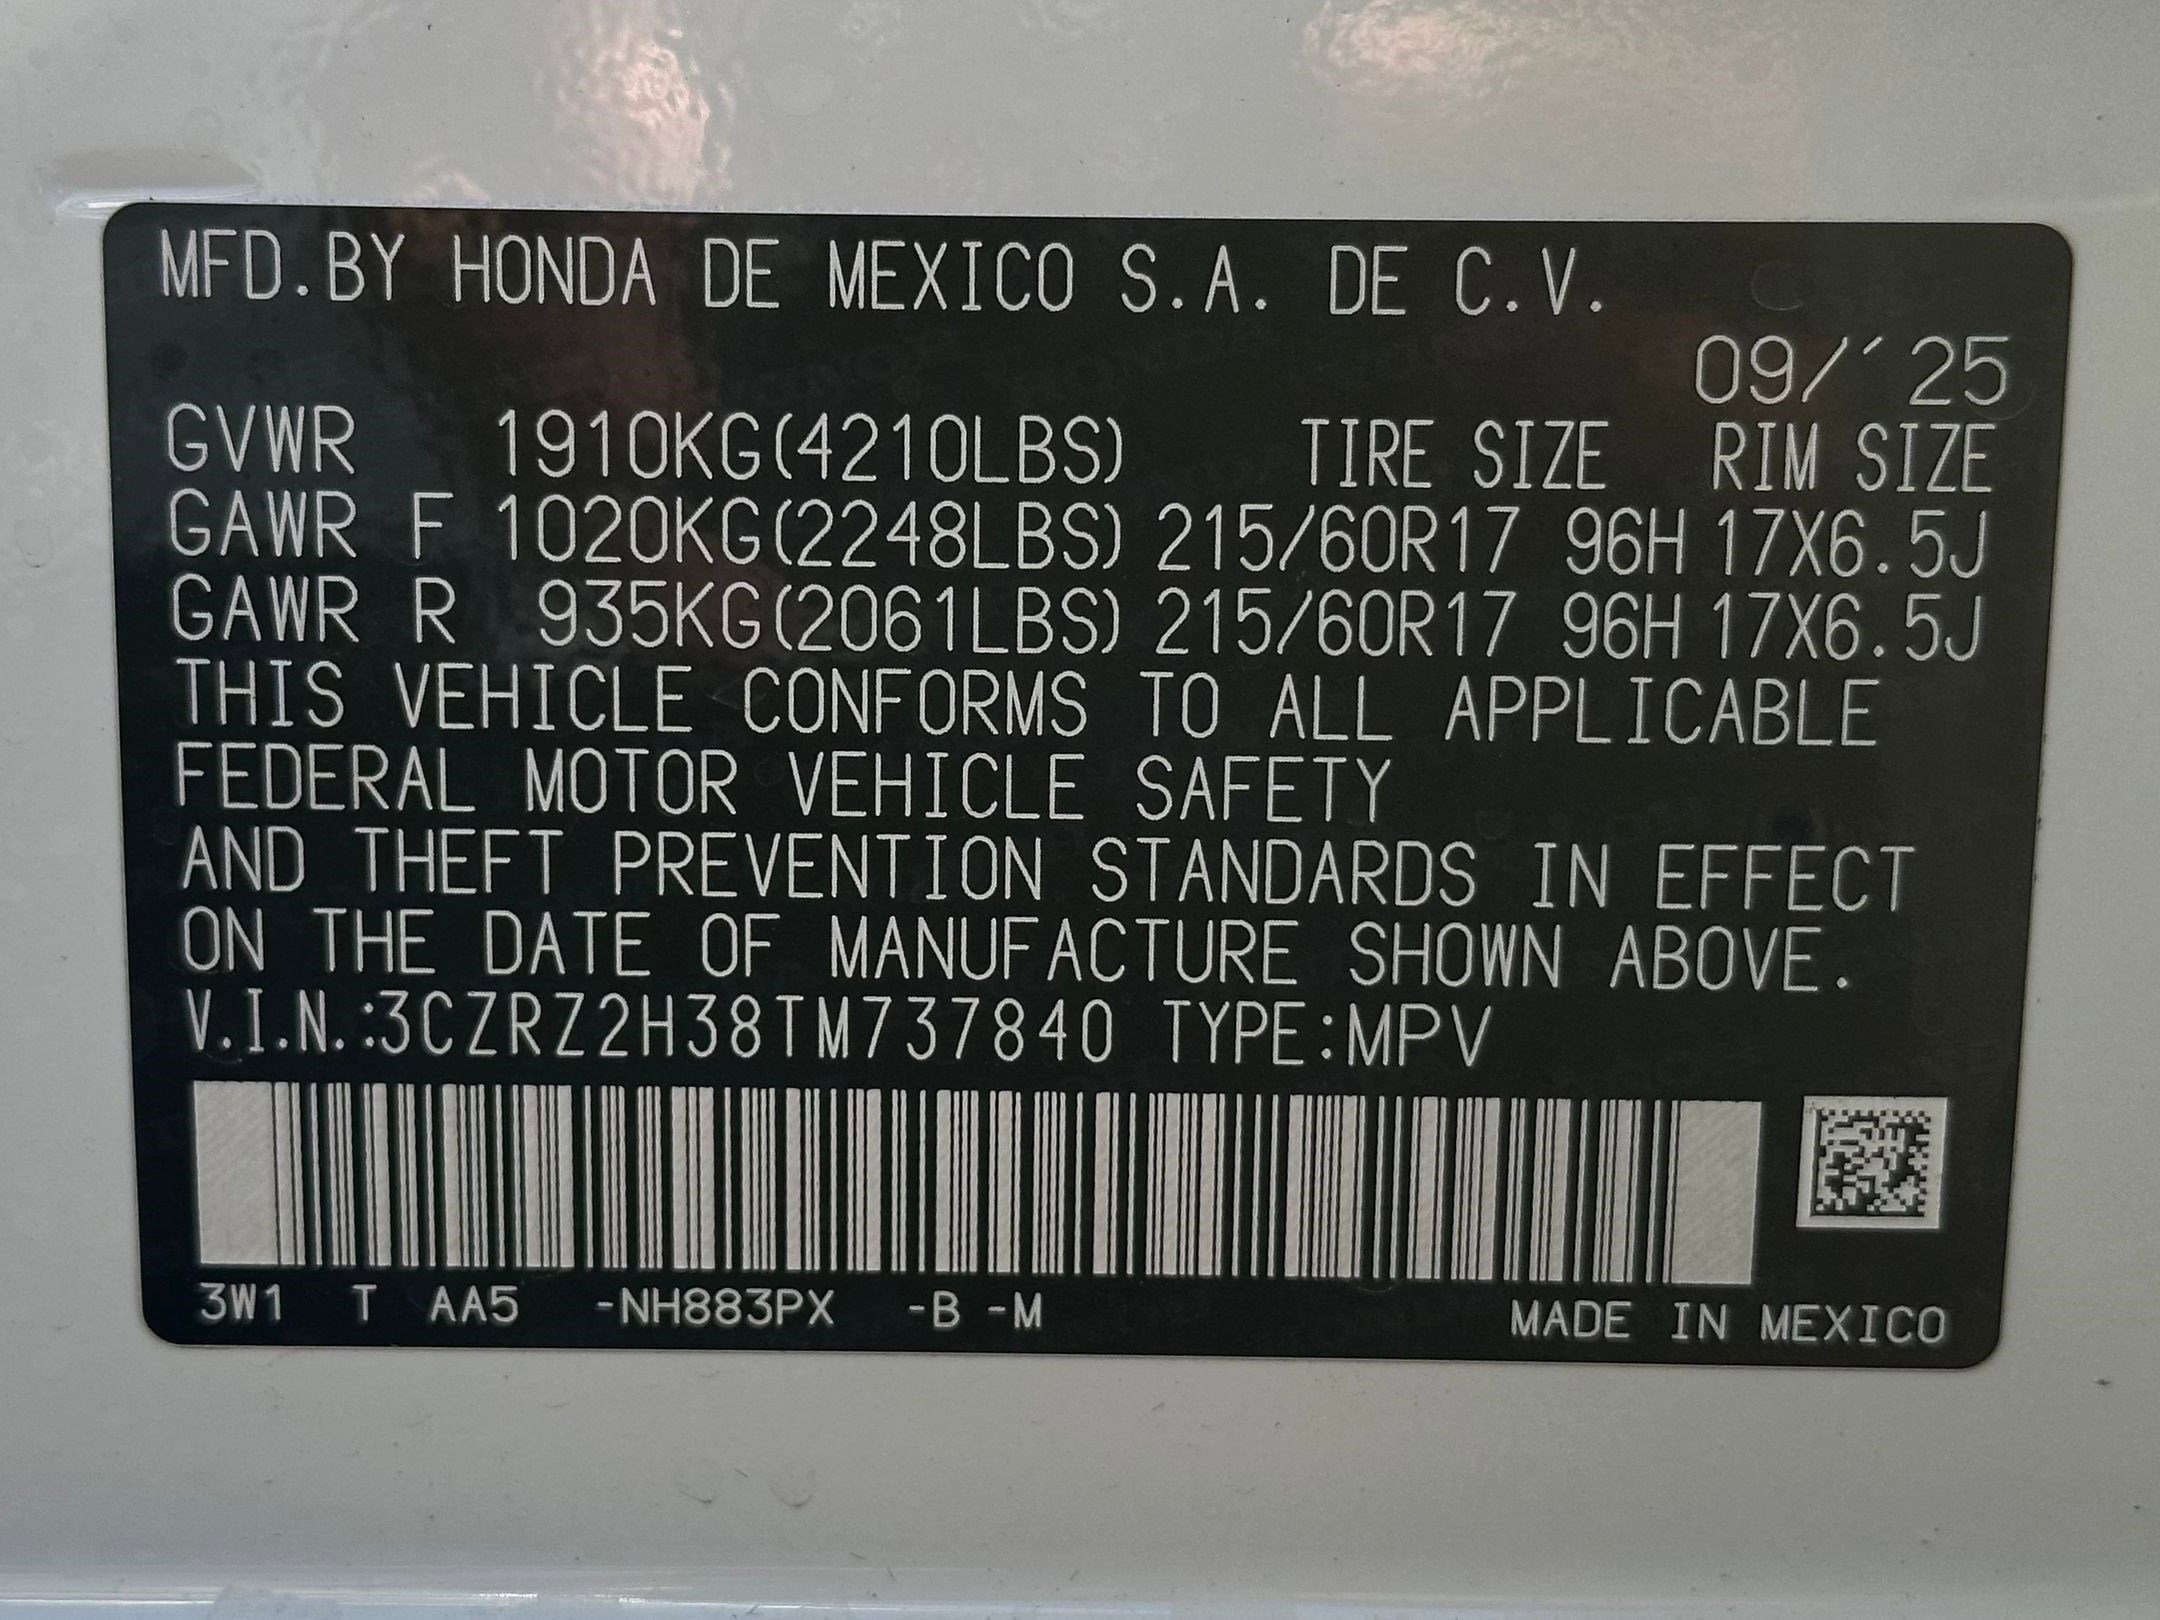 MFD.BY HONDA DE MEXICO S.A. DE C.V.
09/´25
GVWR 1910KG(4210LBS) TIRE SIZE RIM SIZE
GAWR F 1020KG(2248LBS) 215/60R17 96H 17X6.5J
GAWR R 935KG(2061LBS) 215/60R17 96H 17X6.5J
THIS VEHICLE CONFORMS TO ALL APPLICABLE
FEDERAL MOTOR VEHICLE SAFETY
AND THEFT PREVENTION STANDARDS IN EFFECT
ON THE DATE OF MANUFACTURE SHOWN ABOVE.
V.I.N.:3CZRZ2H38TM737840 TYPE:MPV
3W1 T AA5 -NH883PX -B -M MADE IN MEXICO